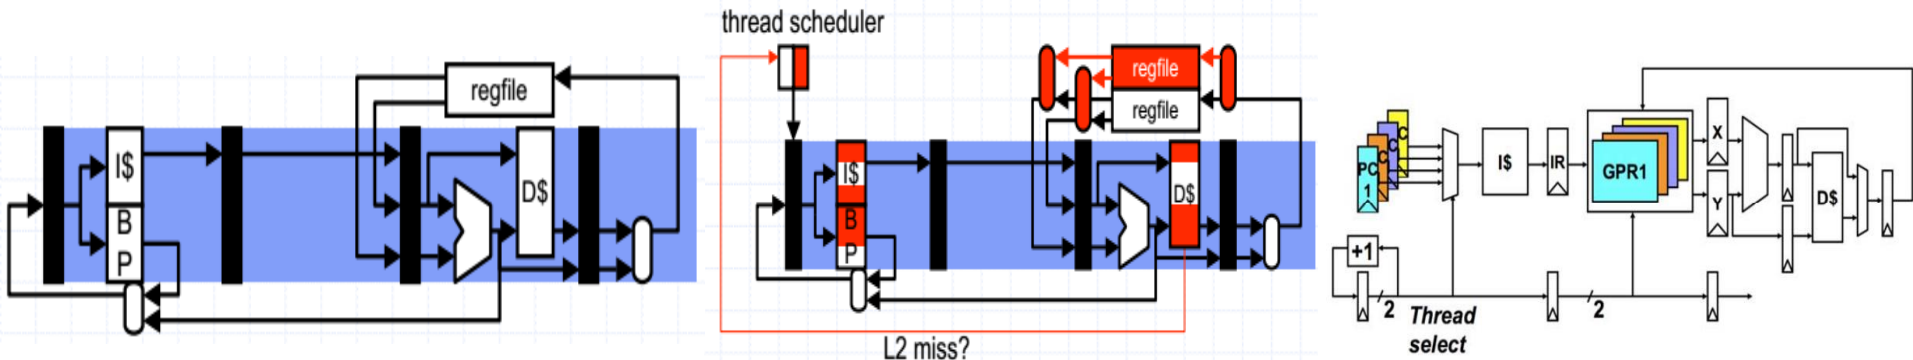 regfile
I$
B
P
D$
thread scheduler
regfile
regfile
I$
B
P
D$
L2 miss?
C
C
C
PC
1
I$
IR
GPR1
X
Y
D$
+1
2
Thread
select
2